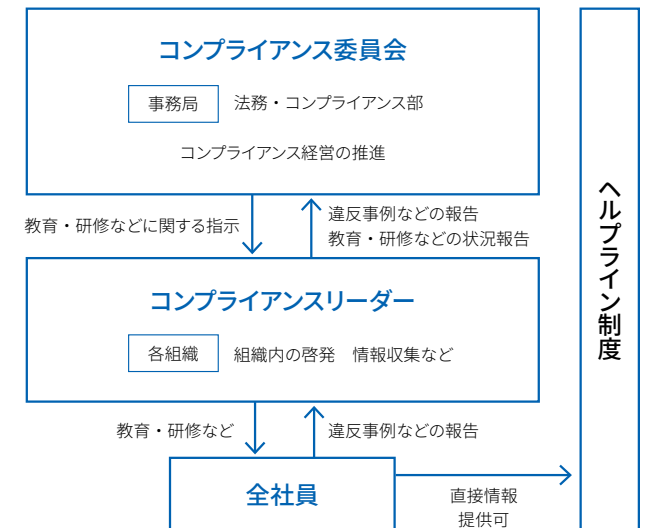 コンプライアンス委員会
事務局 法務・コンプライアンス部
コンプライアンス経営の推進
教育・研修などに関する指示
違反事例などの報告
教育・研修などの状況報告
コンプライアンスリーダー
各組織 組織内の啓発 情報収集など
教育・研修など
違反事例などの報告
全社員
直接情報
提供可
ヘルプライン制度